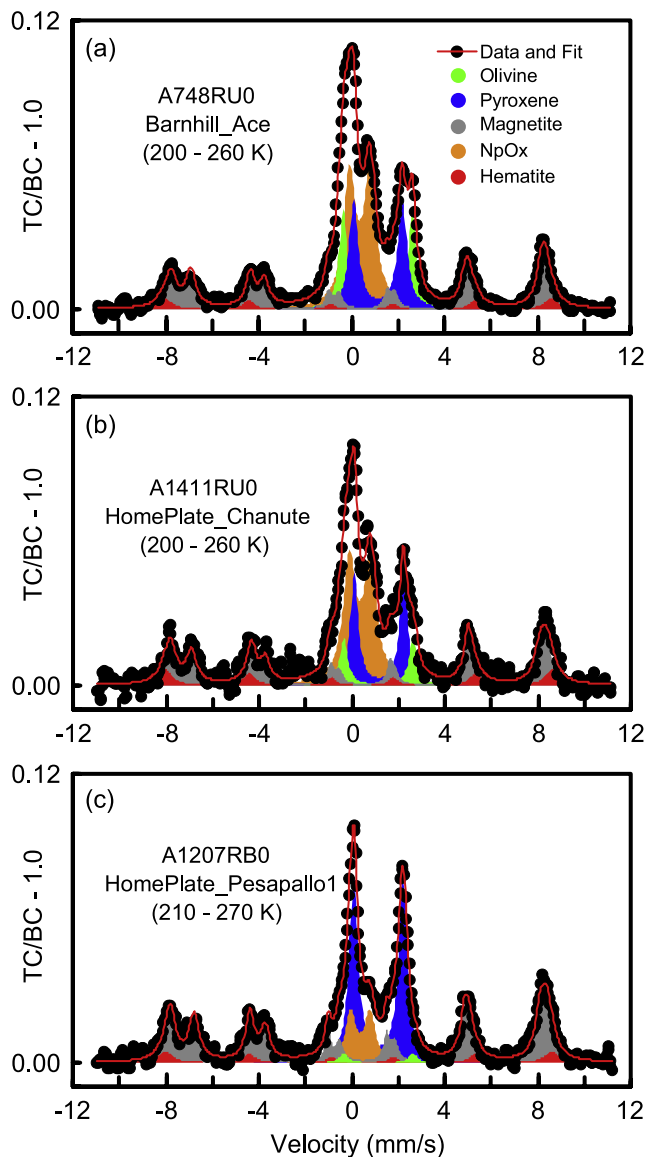 0.12
(a)
A748RU0
Barnhill_Ace
(200 - 260 K)
Data and Fit
Olivine
Pyroxene
Magnetite
NpOx
Hematite
TC/BC - 1.0
0.00
-12 -8 -4 0 4 8 12
0.12
(b)
A1411RU0
HomePlate_Chanute
(200 - 260 K)
TC/BC - 1.0
0.00
-12 -8 -4 0 4 8 12
0.12
(c)
A1207RB0
HomePlate_Pesapallo1
(210 - 270 K)
TC/BC - 1.0
0.00
-12 -8 -4 0 4 8 12
Velocity (mm/s)